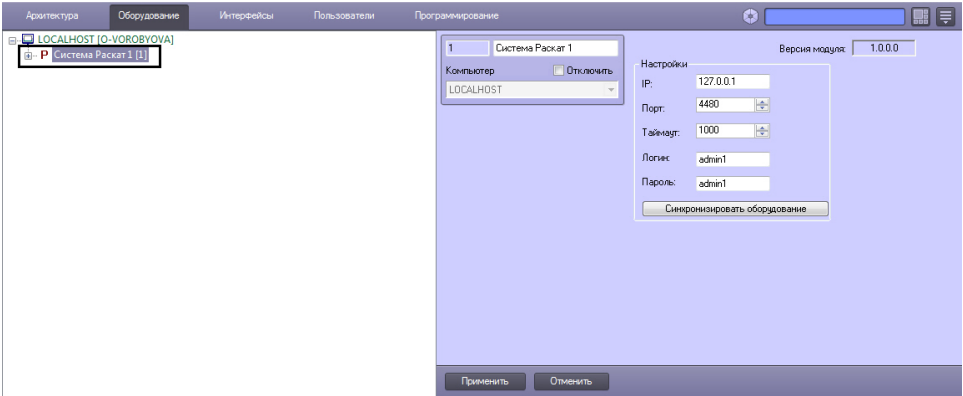 Архитектура Оборудование Интерфейсы Пользователи Программирование
LOCALHOST [O-VOROBYOVA]
Р Система Раскат 1 [1]
1 Система Раскат 1
Компьютер Отключить
LOCALHOST
Версия модуля: 1.0.0.0
Настройки
IP: 127.0.0.1
Порт: 4480
Таймаут: 1000
Логин: admin1
Пароль: admin1
Синхронизировать оборудование
Применить Отменить